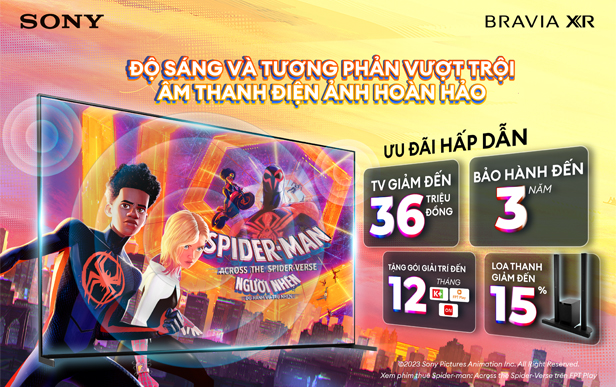 SONY
BRAVIA XR
ĐỘ SÁNG VÀ TƯƠNG PHẢN VƯỢT TRỘI
ÂM THANH ĐIỆN ẢNH HOÀN HẢO
ƯU ĐÃI HẤP DẪN
TV GIẢM ĐẾN
36 TRIỆU
ĐỒNG
BẢO HÀNH ĐẾN
3 NĂM
SPIDER-MAN
ACROSS THE SPIDER-VERSE
NGƯỜI NHỆN
TẶNG GÓI GIẢI TRÍ ĐẾN
12 THÁNG
K+
LOA THANH
GIẢM ĐẾN
15%
©2023 Sony Pictures Animation Inc. All Right Reserved.
Xem phim thuê Spider-man: Across the Spider-Verse trên FPT Play